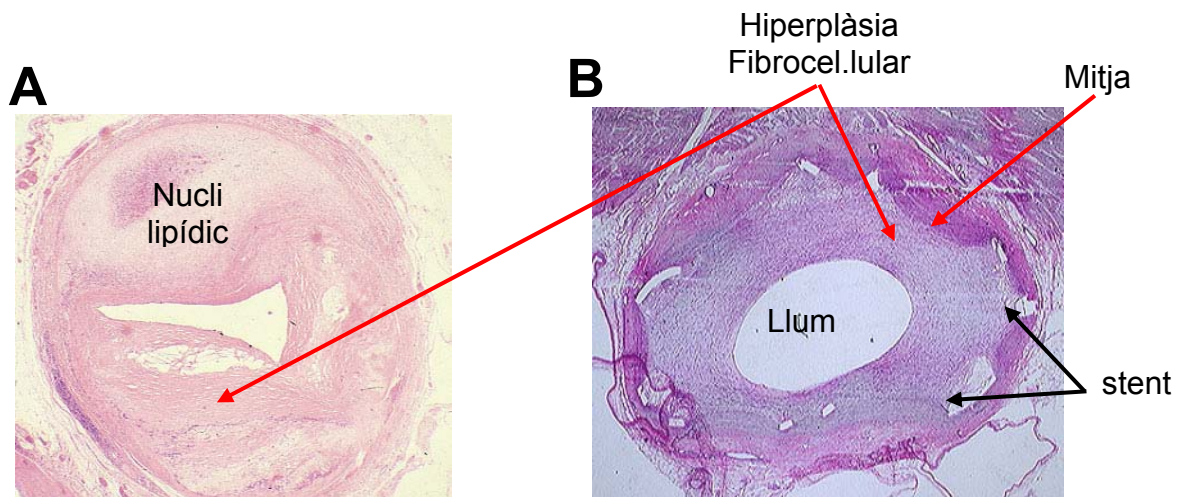 A
B
Hiperplàsia
Fibrocel.lular
Mitja
Nucli
lipídic
Llum
stent